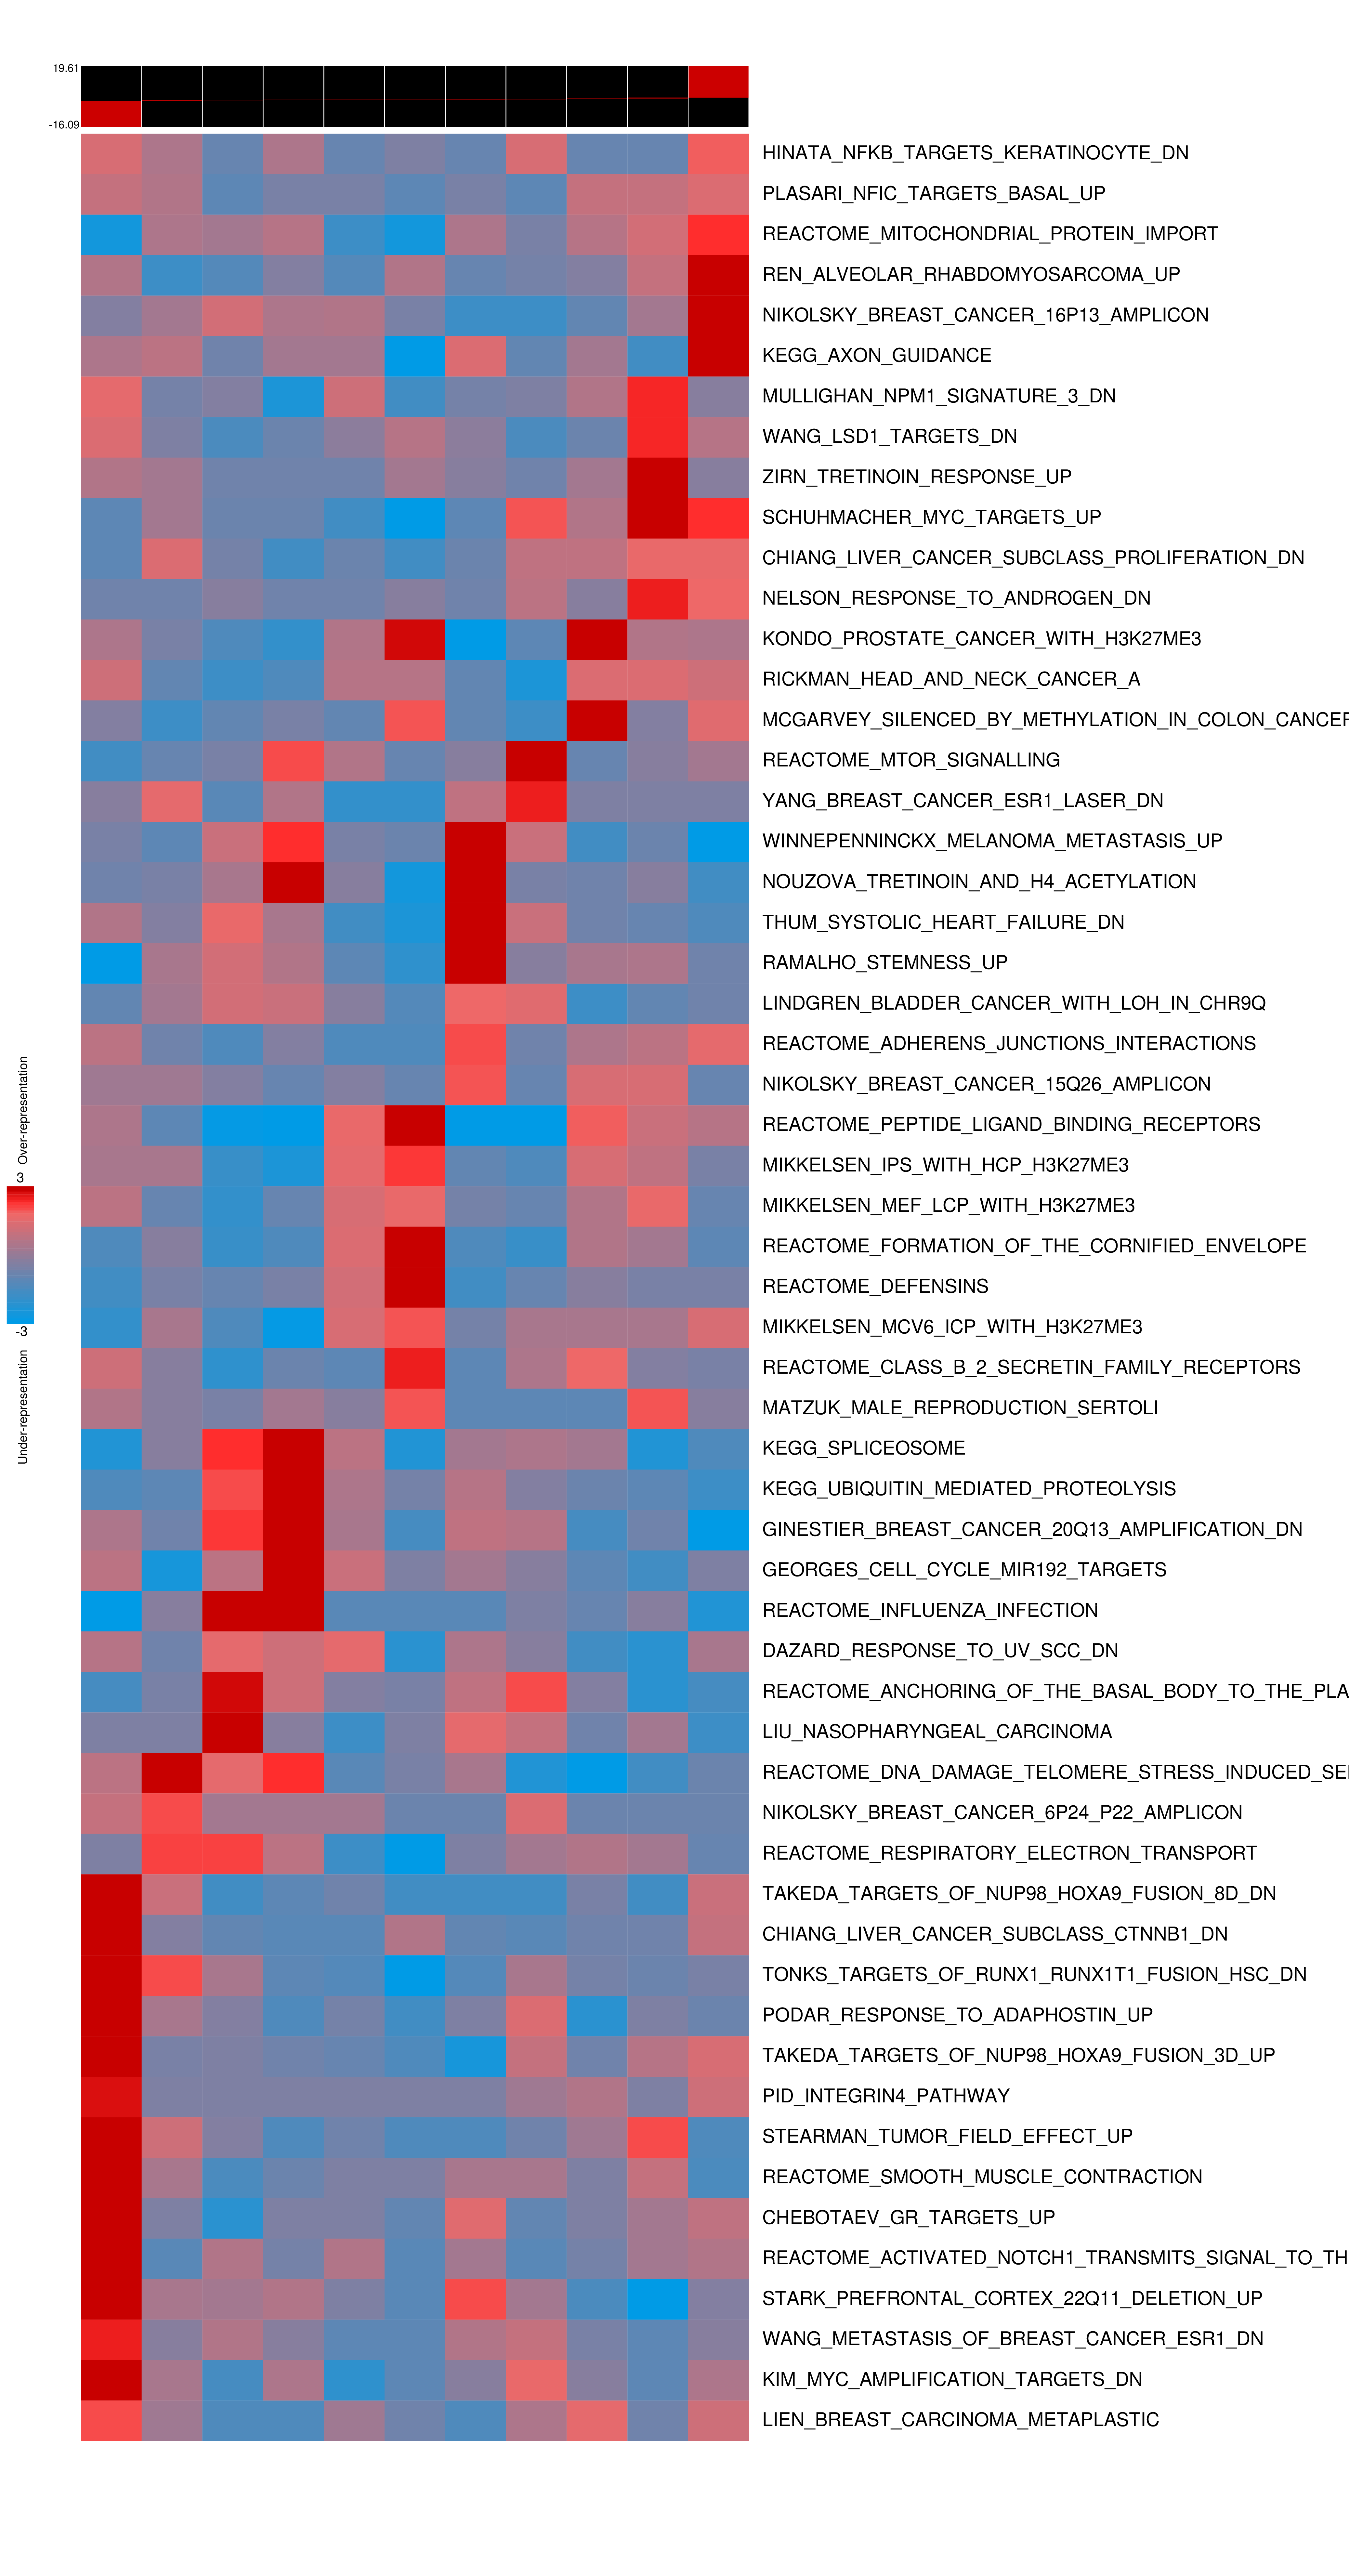 19.61
-16.09
HINATA_NFKB_TARGETS_KERATINOCYTE_DN
PLASARI_NFIC_TARGETS_BASAL_UP
REACTOME_MITOCHONDRIAL_PROTEIN_IMPORT
REN_ALVEOLAR_RHABDOMYOSARCOMA_UP
NIKOLSKY_BREAST_CANCER_16P13_AMPLICON
KEGG_AXON_GUIDANCE
MULLIGHAN_NPM1_SIGNATURE_3_DN
WANG_LSD1_TARGETS_DN
ZIRN_TRETINOIN_RESPONSE_UP
SCHUHMACHER_MYC_TARGETS_UP
CHIANG_LIVER_CANCER_SUBCLASS_PROLIFERATION_DN
NELSON_RESPONSE_TO_ANDROGEN_DN
KONDO_PROSTATE_CANCER_WITH_H3K27ME3
RICKMAN_HEAD_AND_NECK_CANCER_A
MCGARVEY_SILENCED_BY_METHYLATION_IN_COLON_CANCER
REACTOME_MTOR_SIGNALLING
YANG_BREAST_CANCER_ESR1_LASER_DN
WINNEPENNINCKX_MELANOMA_METASTASIS_UP
NOUZOVA_TRETINOIN_AND_H4_ACETYLATION
THUM_SYSTOLIC_HEART_FAILURE_DN
RAMALHO_STEMNESS_UP
LINDGREN_BLADDER_CANCER_WITH_LOH_IN_CHR9Q
REACTOME_ADHERENS_JUNCTIONS_INTERACTIONS
NIKOLSKY_BREAST_CANCER_15Q26_AMPLICON
REACTOME_PEPTIDE_LIGAND_BINDING_RECEPTORS
MIKKELSEN_IPS_WITH_HCP_H3K27ME3
MIKKELSEN_MEF_LCP_WITH_H3K27ME3
REACTOME_FORMATION_OF_THE_CORNIFIED_ENVELOPE
REACTOME_DEFENSINS
MIKKELSEN_MCV6_ICP_WITH_H3K27ME3
REACTOME_CLASS_B_2_SECRETIN_FAMILY_RECEPTORS
MATZUK_MALE_REPRODUCTION_SERTOLI
KEGG_SPLICEOSOME
KEGG_UBIQUITIN_MEDIATED_PROTEOLYSIS
GINESTIER_BREAST_CANCER_20Q13_AMPLIFICATION_DN
GEORGES_CELL_CYCLE_MIR192_TARGETS
REACTOME_INFLUENZA_INFECTION
DAZARD_RESPONSE_TO_UV_SCC_DN
REACTOME_ANCHORING_OF_THE_BASAL_BODY_TO_THE_PLA
LIU_NASOPHARYNGEAL_CARCINOMA
REACTOME_DNA_DAMAGE_TELOMERE_STRESS_INDUCED_SE
NIKOLSKY_BREAST_CANCER_6P24_P22_AMPLICON
REACTOME_RESPIRATORY_ELECTRON_TRANSPORT
TAKEDA_TARGETS_OF_NUP98_HOXA9_FUSION_8D_DN
CHIANG_LIVER_CANCER_SUBCLASS_CTNNB1_DN
TONKS_TARGETS_OF_RUNX1_RUNX1T1_FUSION_HSC_DN
PODAR_RESPONSE_TO_ADAPHOSTIN_UP
TAKEDA_TARGETS_OF_NUP98_HOXA9_FUSION_3D_UP
PID_INTEGRIN4_PATHWAY
STEARMAN_TUMOR_FIELD_EFFECT_UP
REACTOME_SMOOTH_MUSCLE_CONTRACTION
CHEBOTAEV_GR_TARGETS_UP
REACTOME_ACTIVATED_NOTCH1_TRANSMITS_SIGNAL_TO_TH
STARK_PREFRONTAL_CORTEX_22Q11_DELETION_UP
WANG_METASTASIS_OF_BREAST_CANCER_ESR1_DN
KIM_MYC_AMPLIFICATION_TARGETS_DN
LIEN_BREAST_CARCINOMA_METAPLASTIC
Over-representation
3
-3
Under-representation